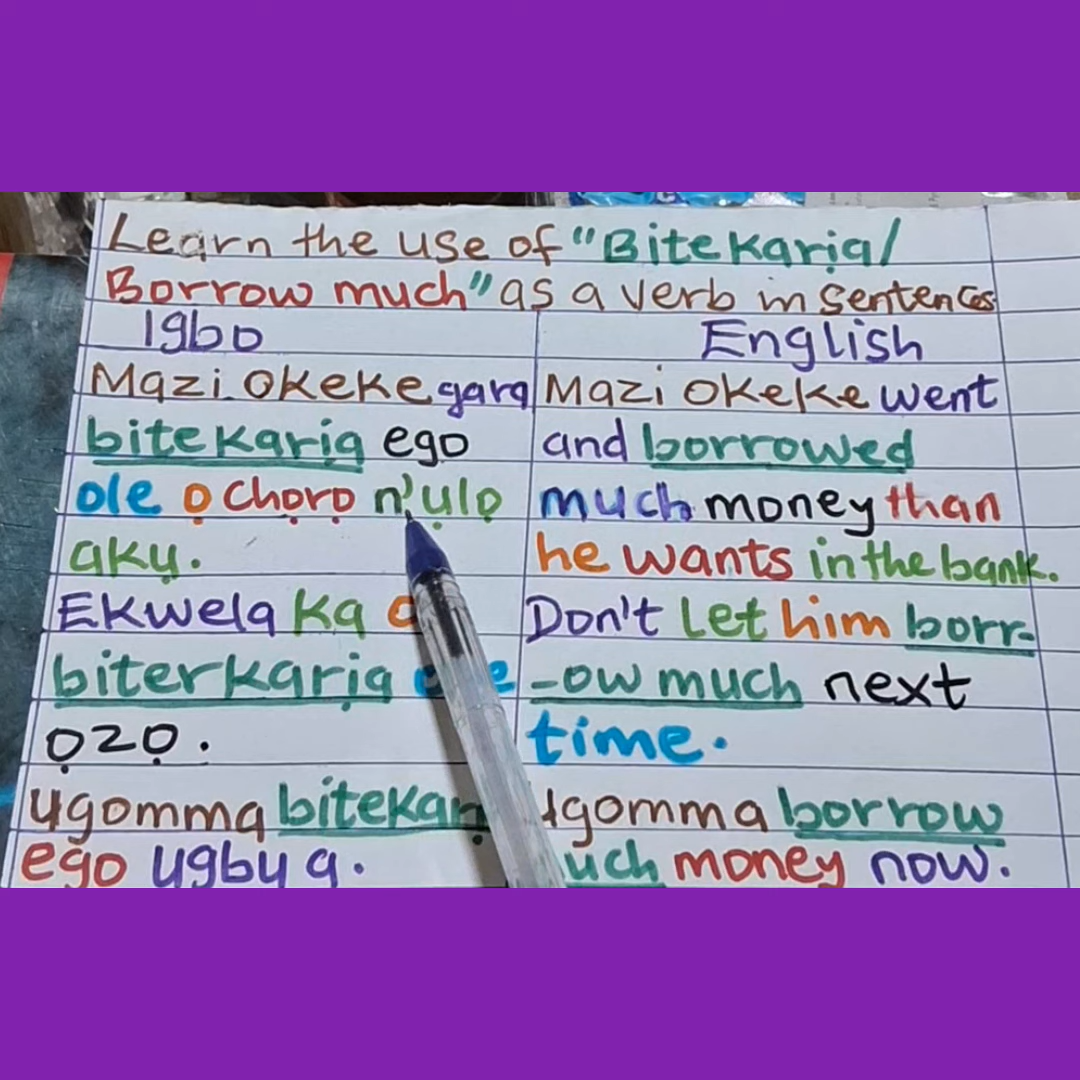 Learn the use of "Bitekarịa/
Borrow much" as a verb in sentences
Igbo
Mazi Okeke gara
bitekarịa ego
ole ọ chọrọ n'ụlọ
akụ.
Ekwela ka
biterkarịa
ọzọ.
Ugomma
ego ugbu a.
English
Mazi Okeke went
and borrowed
much money than
he wants in the bank.
Don't let him borr-
-ow much next
time.
borrow
money now.